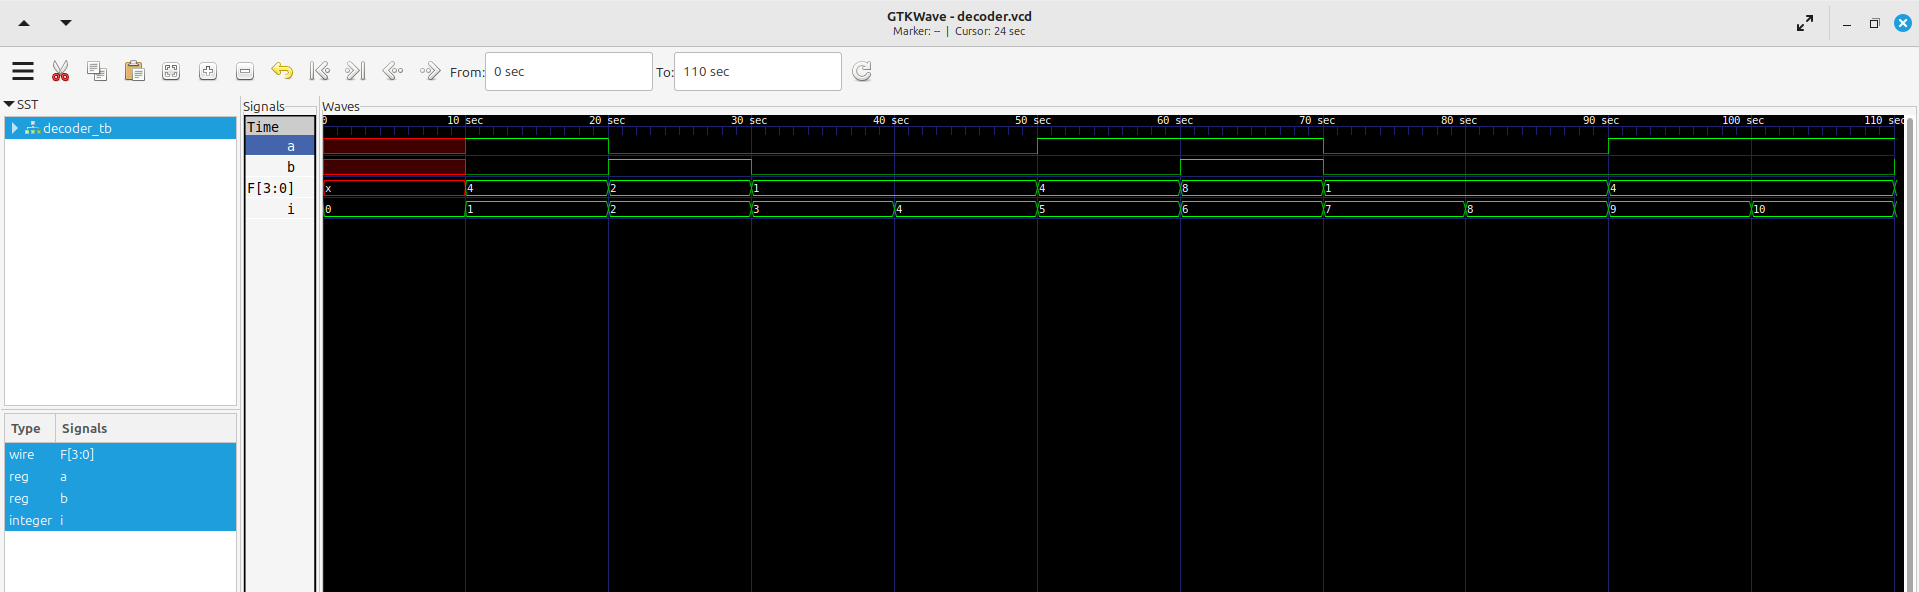 GTKWave - decoder.vcd
Marker: -- | Cursor: 24 sec
From: 0 sec To: 110 sec
SST
decoder_tb
Type Signals
wire F[3:0]
reg a
reg b
integer i
Signals
Time
a
b
F[3:0]
i
Waves
0 10 sec 20 sec 30 sec 40 sec 50 sec 60 sec 70 sec 80 sec 90 sec 100 sec 110 sec
x 4 2 1 4 8 1 4
0 1 2 3 4 5 6 7 8 9 10